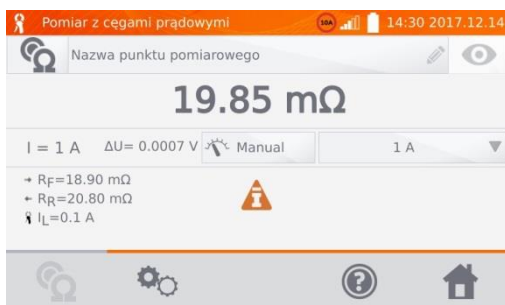 Pomiar z cęgami prądowymi 10A 14:30 2017.12.14
Nazwa punktu pomiarowego
19.85 mΩ
I = 1 A ΔU= 0.0007 V Manual 1 A
→ RF=18.90 mΩ
← RR=20.80 mΩ
IL=0.1 A